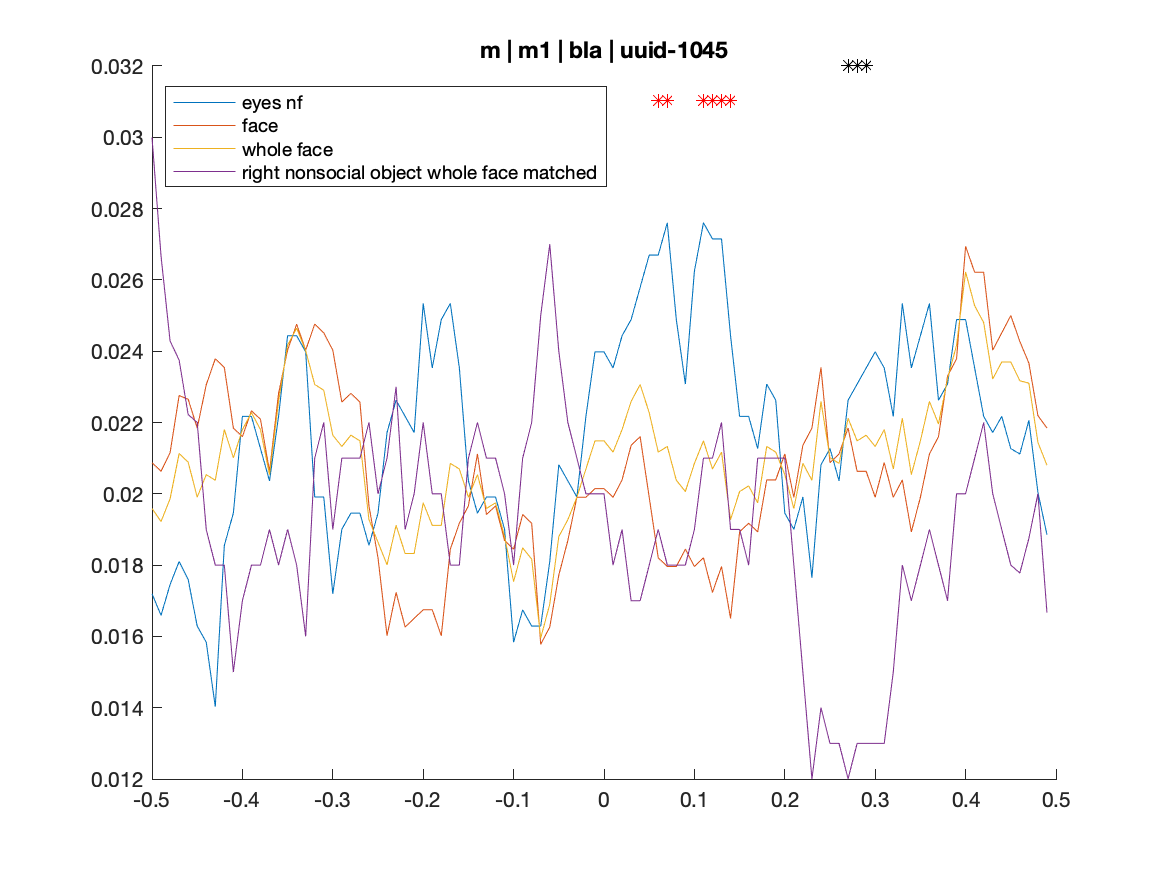 m | m1 | bla | uuid-1045
0.032
0.03
0.028
0.026
0.024
0.022
0.02
0.018
0.016
0.014
0.012
eyes nf
face
whole face
right nonsocial object whole face matched
-0.5 -0.4 -0.3 -0.2 -0.1 0 0.1 0.2 0.3 0.4 0.5